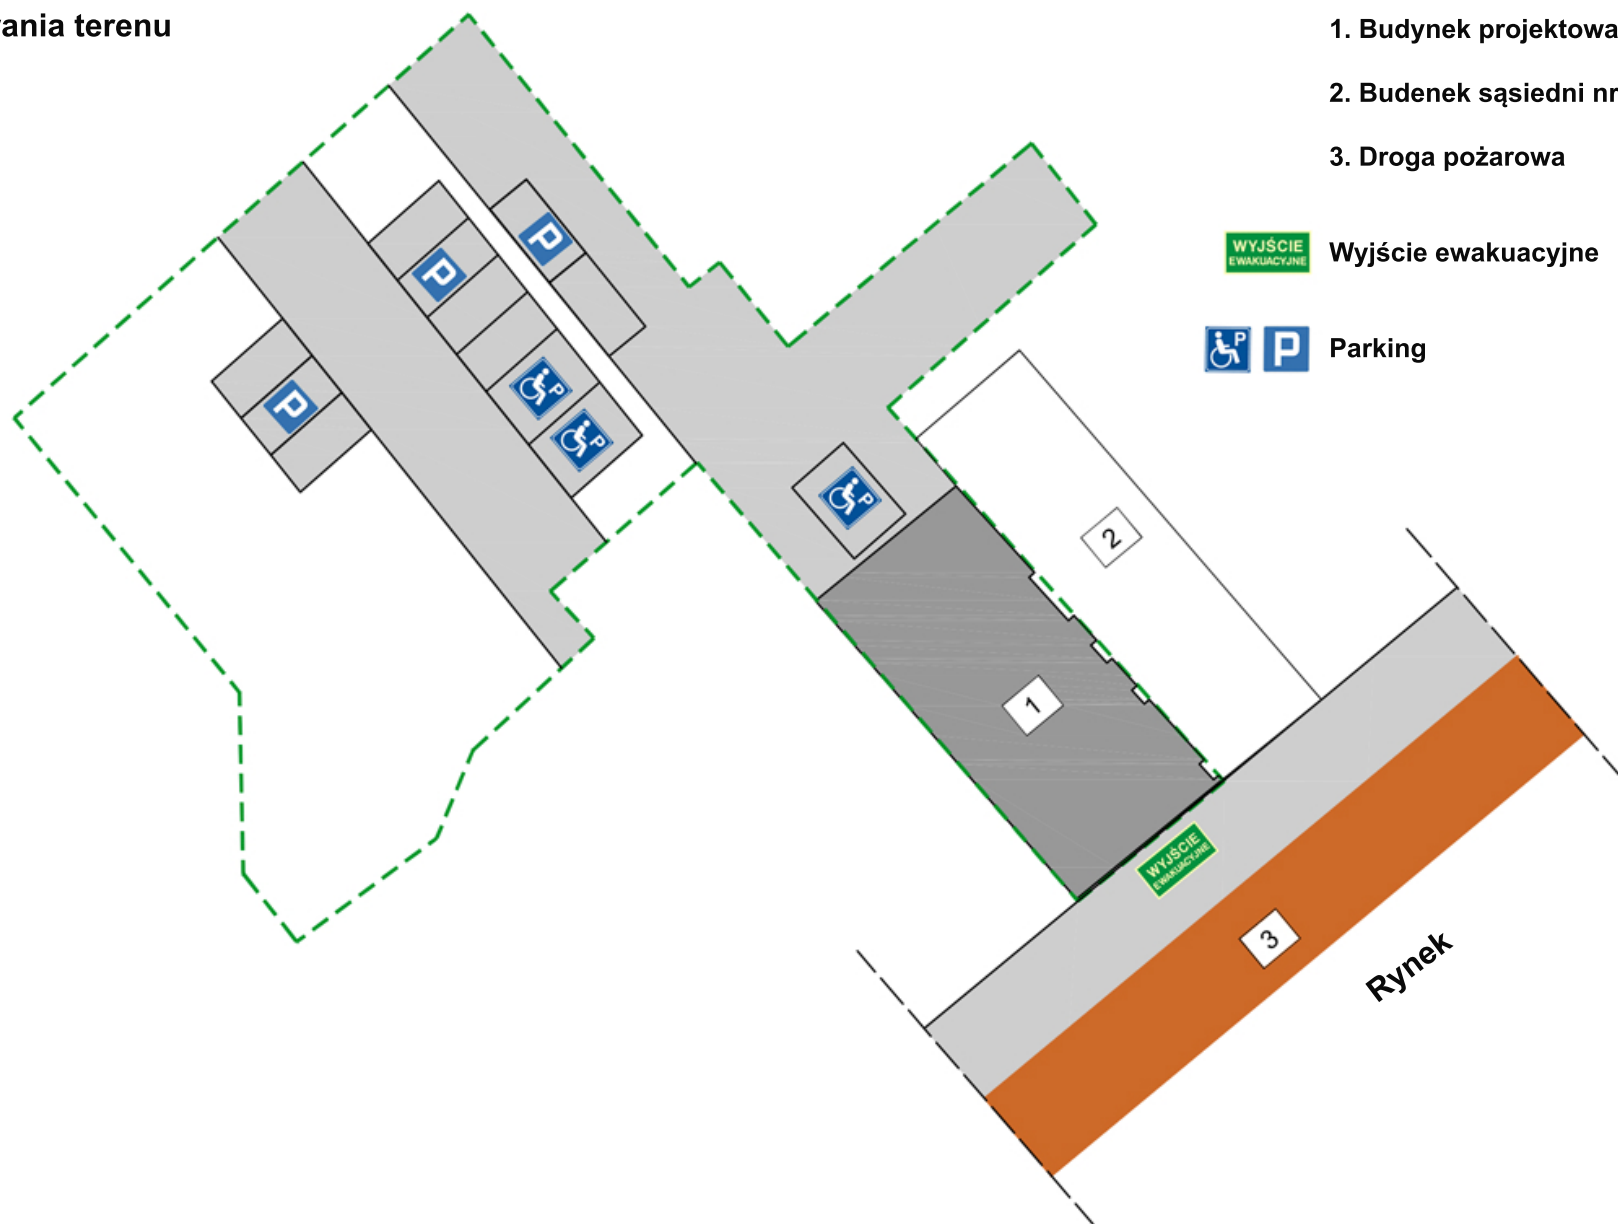 ania terenu
1. Budynek projektowa
2. Budenek sąsiedni nr
3. Droga pożarowa
WYJŚCIE
EWAKUACYJNE
Wyjście ewakuacyjne
P
P
Parking
P
P
P
P
P
P
2
1
WYJŚCIE
EWAKUACYJNE
3
Rynek